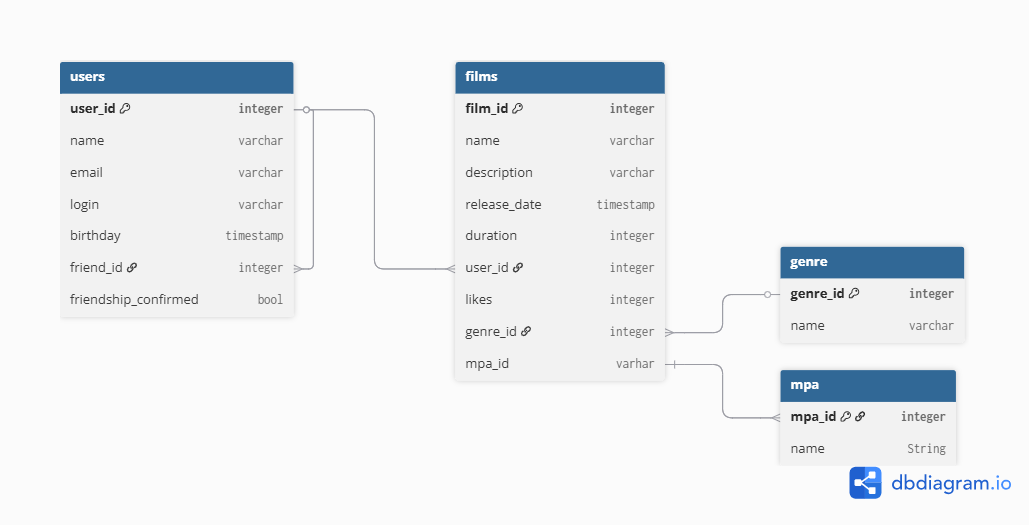 users
user_id integer
name varchar
email varchar
login varchar
birthday timestamp
friend_id integer
friendship_confirmed bool
films
film_id integer
name varchar
description varchar
release_date timestamp
duration integer
user_id integer
likes integer
genre_id integer
mpa_id varhar
genre
genre_id integer
name varchar
mpa
mpa_id integer
name String
dbdiagram.io